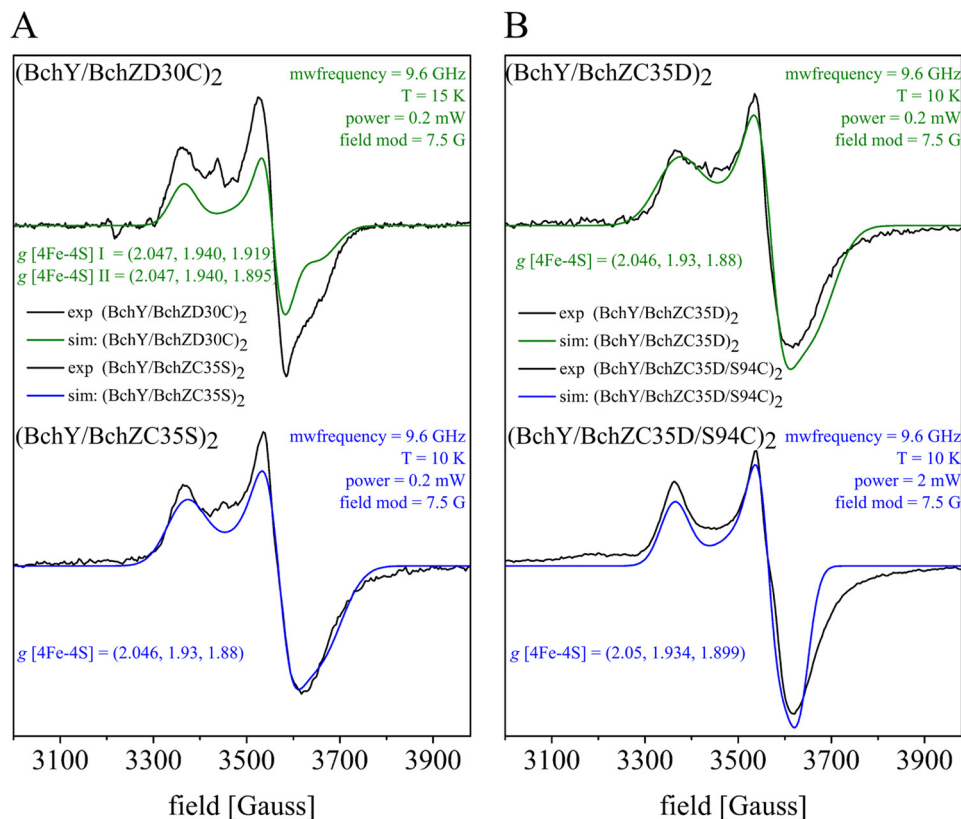 A
(BchY/BchZD30C)2
mwfrequency = 9.6 GHz
T = 15 K
power = 0.2 mW
field mod = 7.5 G
g [4Fe-4S] I = (2.047, 1.940, 1.919)
g [4Fe-4S] II = (2.047, 1.940, 1.895)
exp (BchY/BchZD30C)2
sim: (BchY/BchZD30C)2
exp (BchY/BchZC35S)2
sim: (BchY/BchZC35S)2
(BchY/BchZC35S)2
mwfrequency = 9.6 GHz
T = 10 K
power = 0.2 mW
field mod = 7.5 G
g [4Fe-4S] = (2.046, 1.93, 1.88)
3100 3300 3500 3700 3900
field [Gauss]
B
(BchY/BchZC35D)2
mwfrequency = 9.6 GHz
T = 10 K
power = 0.2 mW
field mod = 7.5 G
g [4Fe-4S] = (2.046, 1.93, 1.88)
exp (BchY/BchZC35D)2
sim: (BchY/BchZC35D)2
exp (BchY/BchZC35D/S94C)2
sim: (BchY/BchZC35D/S94C)2
(BchY/BchZC35D/S94C)2
mwfrequency = 9.6 GHz
T = 10 K
power = 2 mW
field mod = 7.5 G
g [4Fe-4S] = (2.05, 1.934, 1.899)
3100 3300 3500 3700 3900
field [Gauss]